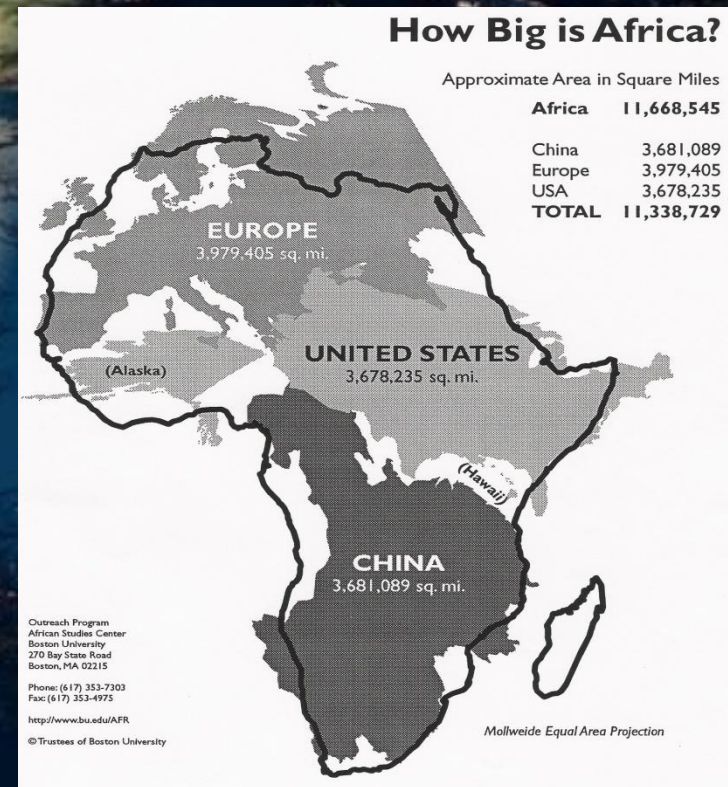 How Big is Africa?
Approximate Area in Square Miles
Africa 11,668,545
China 3,681,089
Europe 3,979,405
USA 3,678,235
TOTAL 11,338,729
EUROPE
3,979,405 sq. mi.
UNITED STATES
3,678,235 sq. mi.
(Alaska)
(Hawaii)
CHINA
3,681,089 sq. mi.
Outreach Program
African Studies Center
Boston University
270 Bay State Road
Boston, MA 02215
Phone: (617) 353-7303
Fax: (617) 353-4975
http://www.bu.edu/AFR
©Trustees of Boston University
Mollweide Equal Area Projection